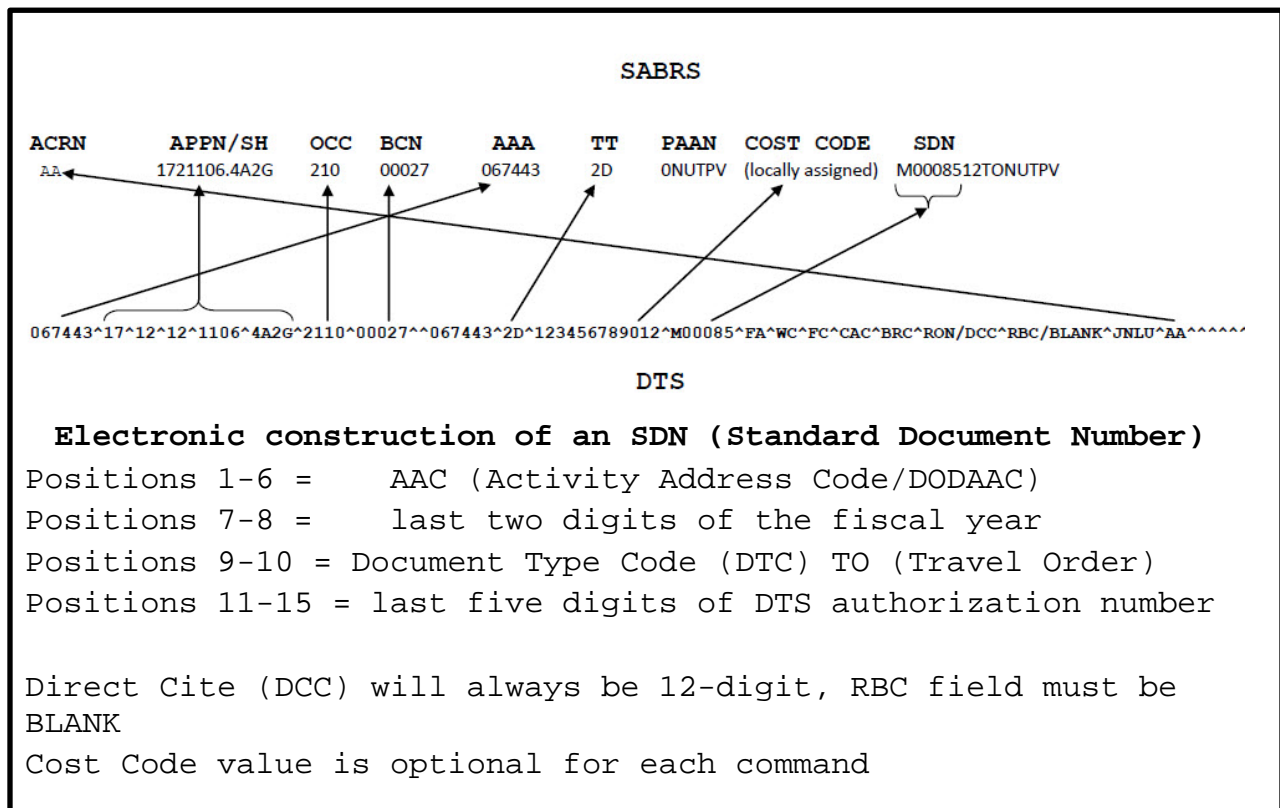 SABRS
ACRN APPN/SH OCC BCN AAA TT PAAN COST CODE SDN
AA 1721106.4A2G 210 00027 067443 2D 0NUTPV (locally assigned) M0008512TONUTPV
067443^17^12^12^1106^4A2G^2110^00027^^067443^2D^123456789012^M00085^FA^WC^FC^CAC^BRC^RON/DCC^RBC/BLANK^JNLU^AA^^^^^^
DTS
Electronic construction of an SDN (Standard Document Number)
Positions 1-6 = AAC (Activity Address Code/DODAAC)
Positions 7-8 = last two digits of the fiscal year
Positions 9-10 = Document Type Code (DTC) TO (Travel Order)
Positions 11-15 = last five digits of DTS authorization number
Direct Cite (DCC) will always be 12-digit, RBC field must be
BLANK
Cost Code value is optional for each command